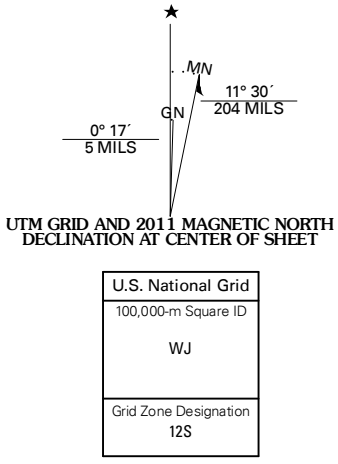 ★
MN
11° 30´
204 MILS
GN
0° 17´
5 MILS
UTM GRID AND 2011 MAGNETIC NORTH
DECLINATION AT CENTER OF SHEET
U.S. National Grid
100,000-m Square ID
WJ
Grid Zone Designation
12S